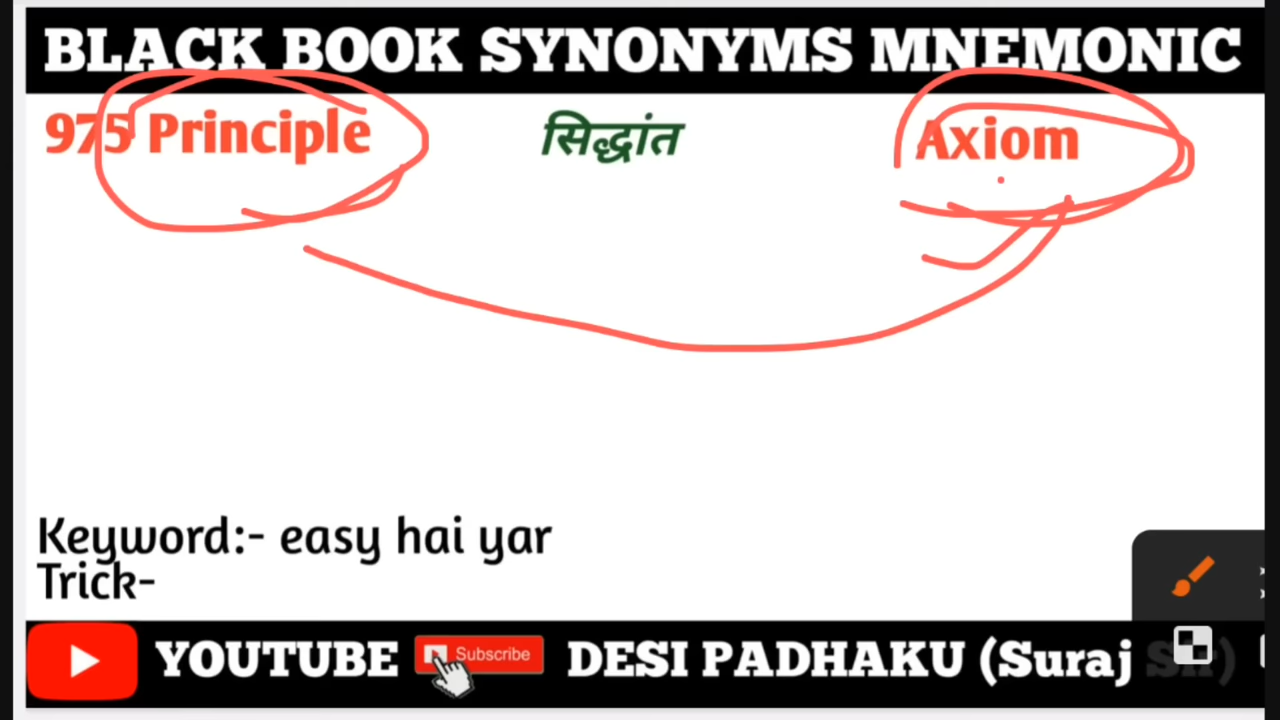 BLACK BOOK SYNONYMS MNEMONIC
975 Principle सिद्धांत Axiom
Keyword:- easy hai yar
Trick-
YOUTUBE Subscribe DESI PADHAKU (Suraj